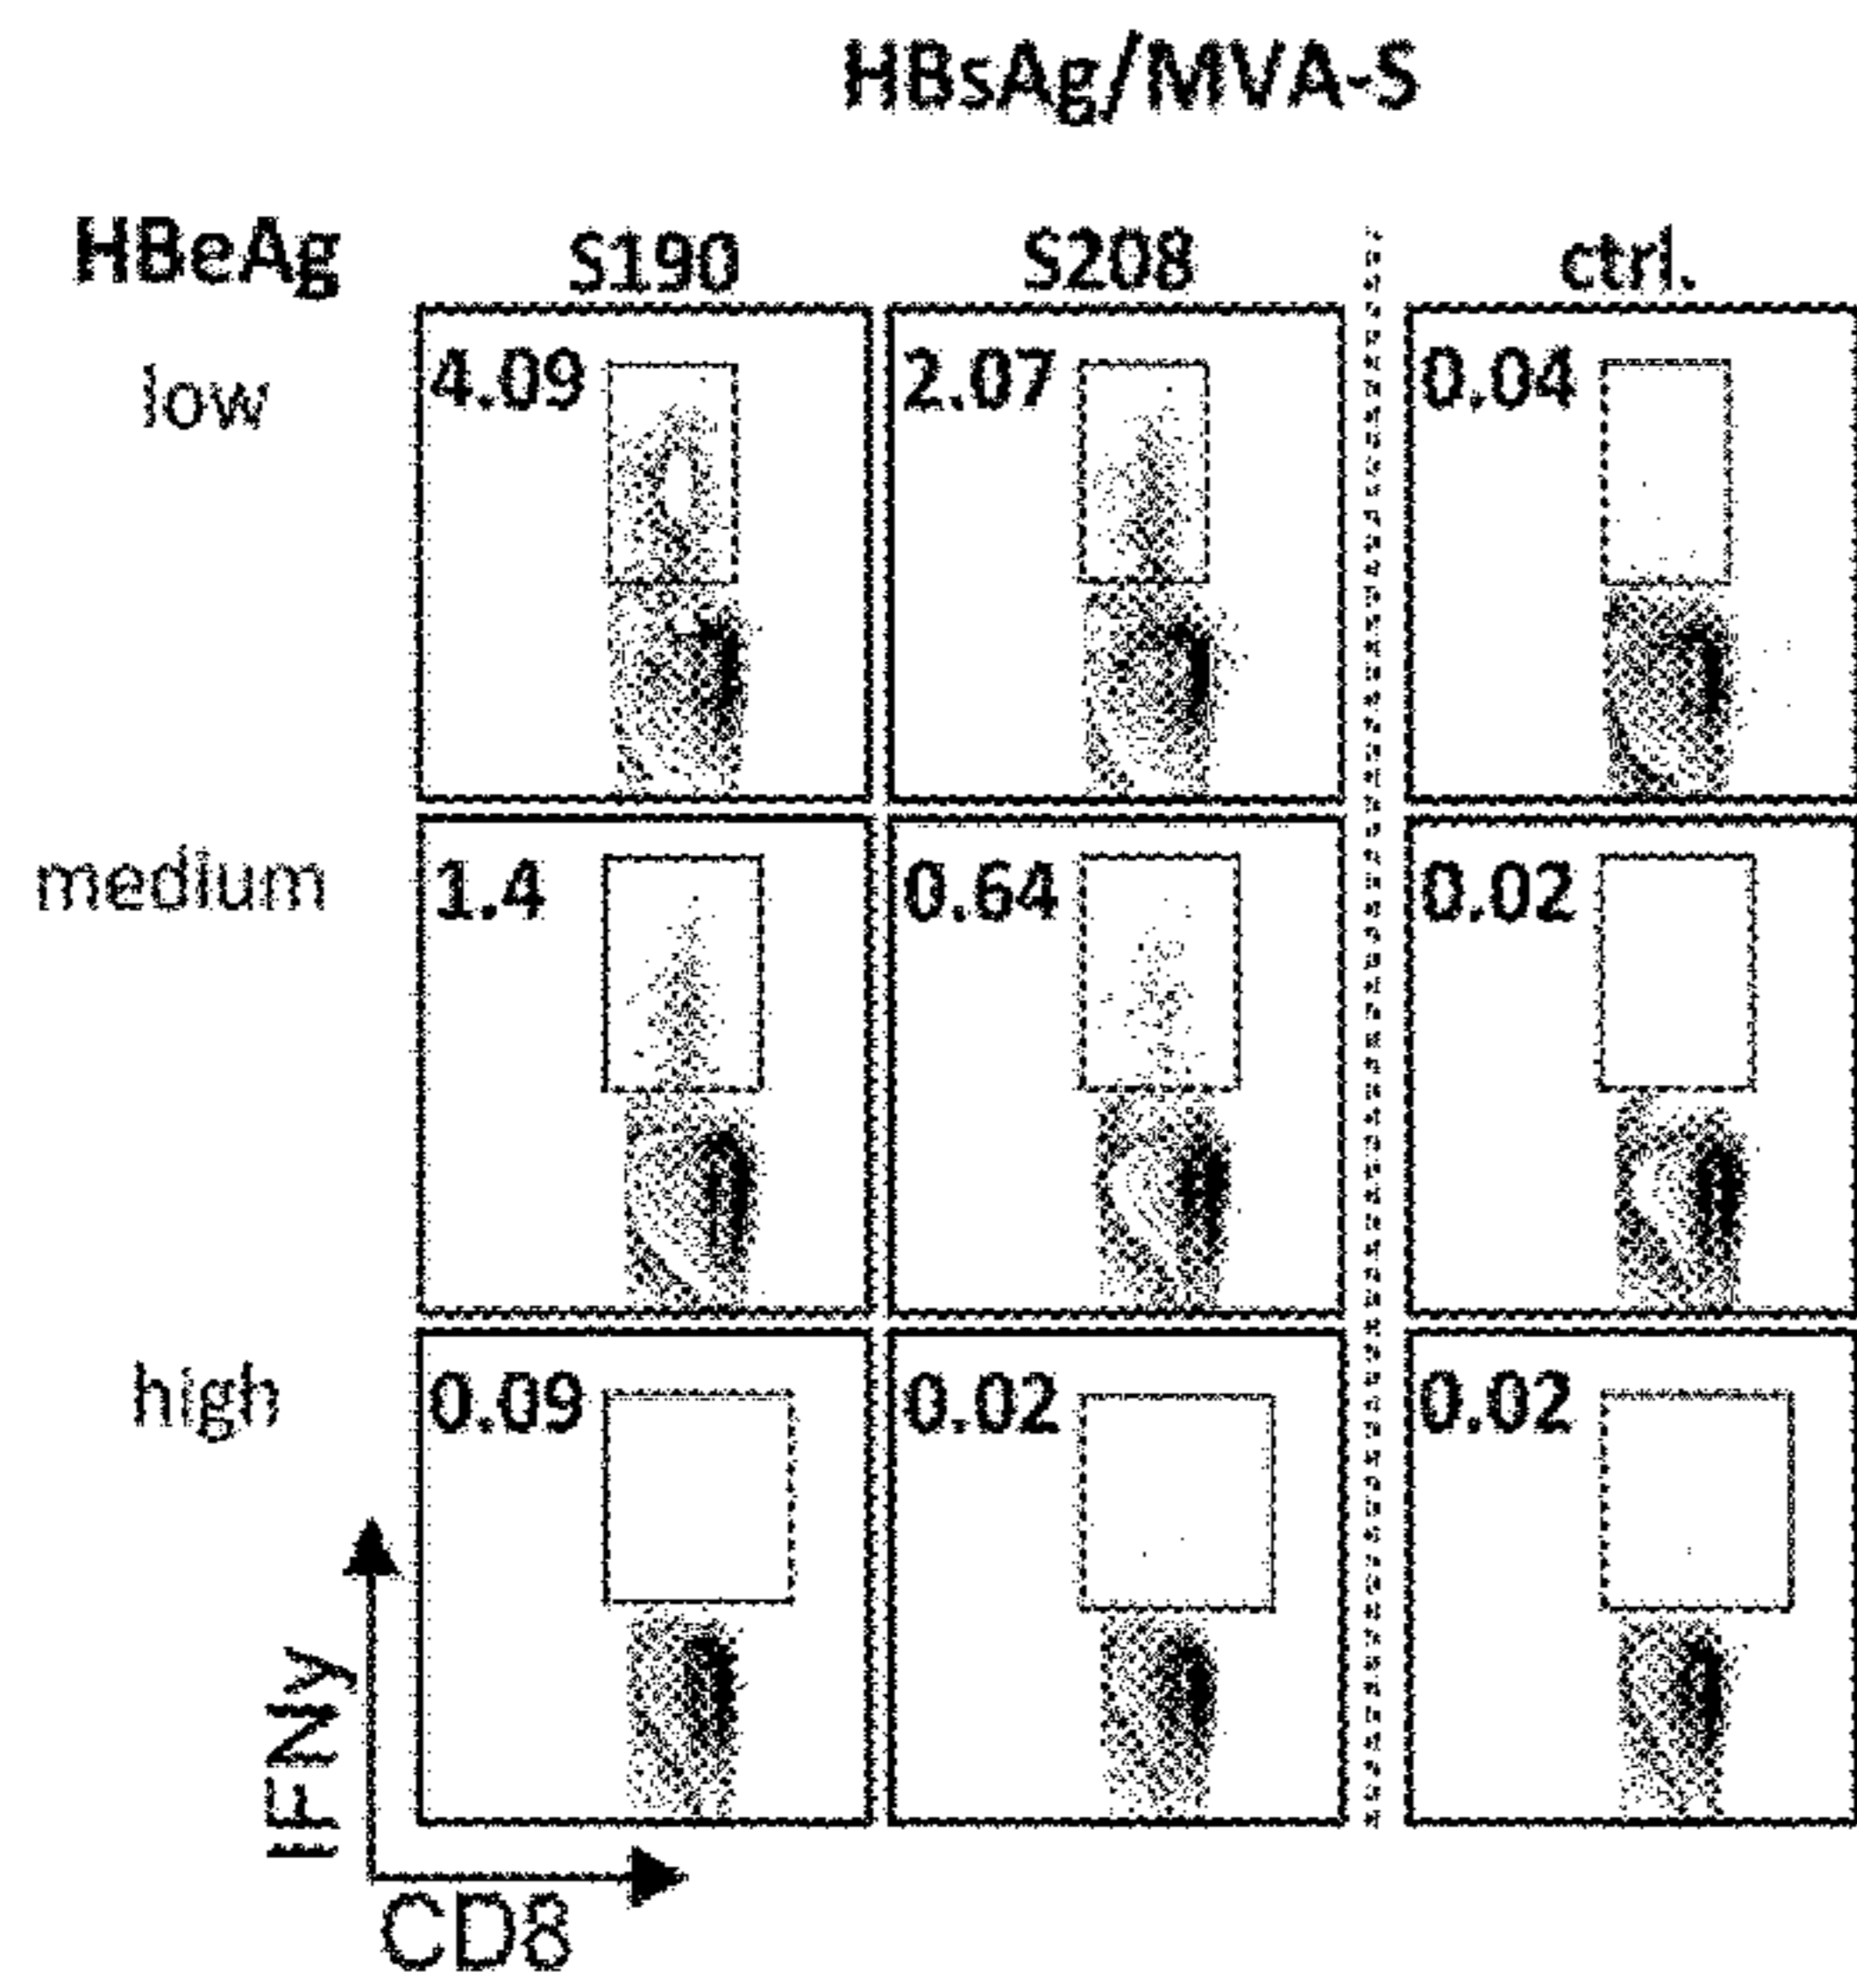 HBsAg/MVA-S
HBeAg S190 S208 ctrl.
low 4.09 2.07 0.04
medium 1.4 0.64 0.02
high 0.09 0.02 0.02
IFNy
CD8